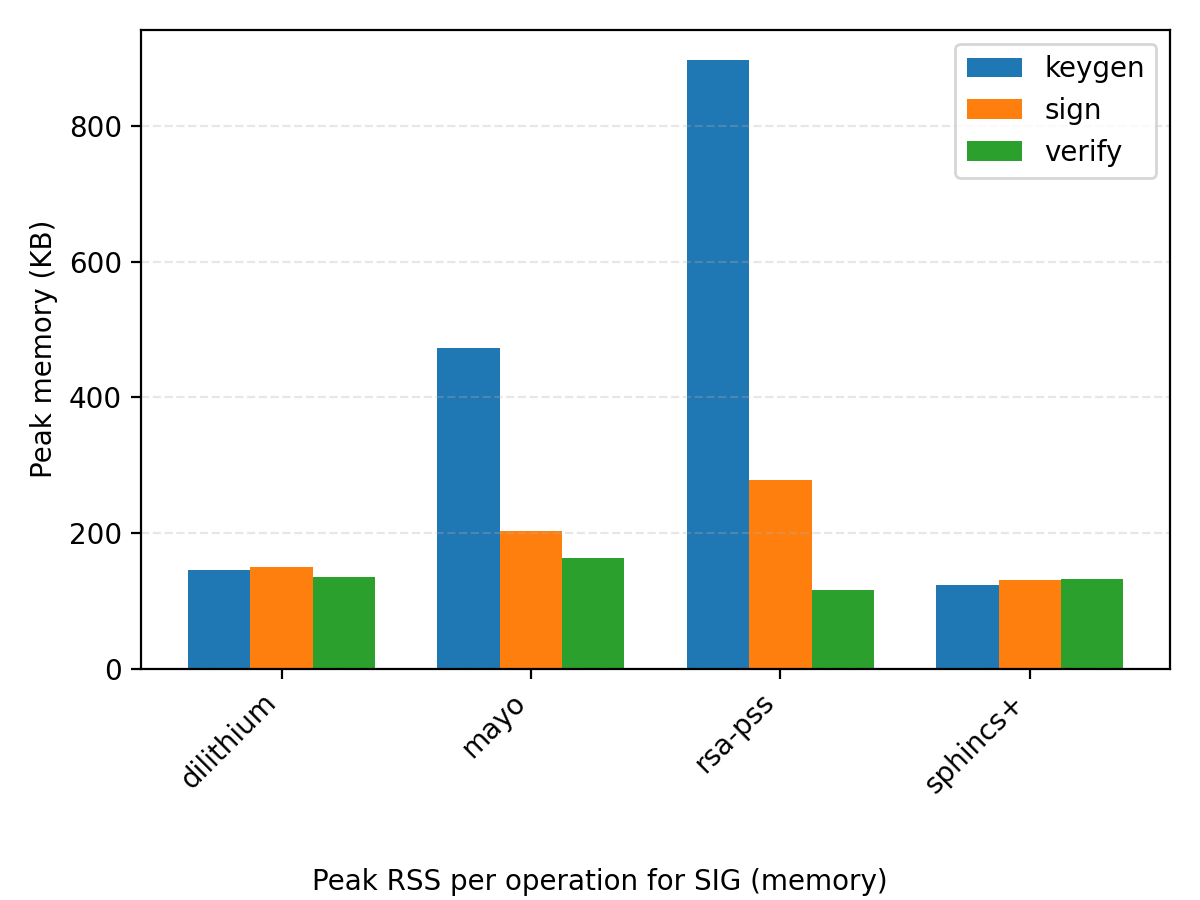 keygen
sign
verify
Peak memory (KB)
800
600
400
200
0
dilithium
mayo
rsa-pss
sphincs+
Peak RSS per operation for SIG (memory)